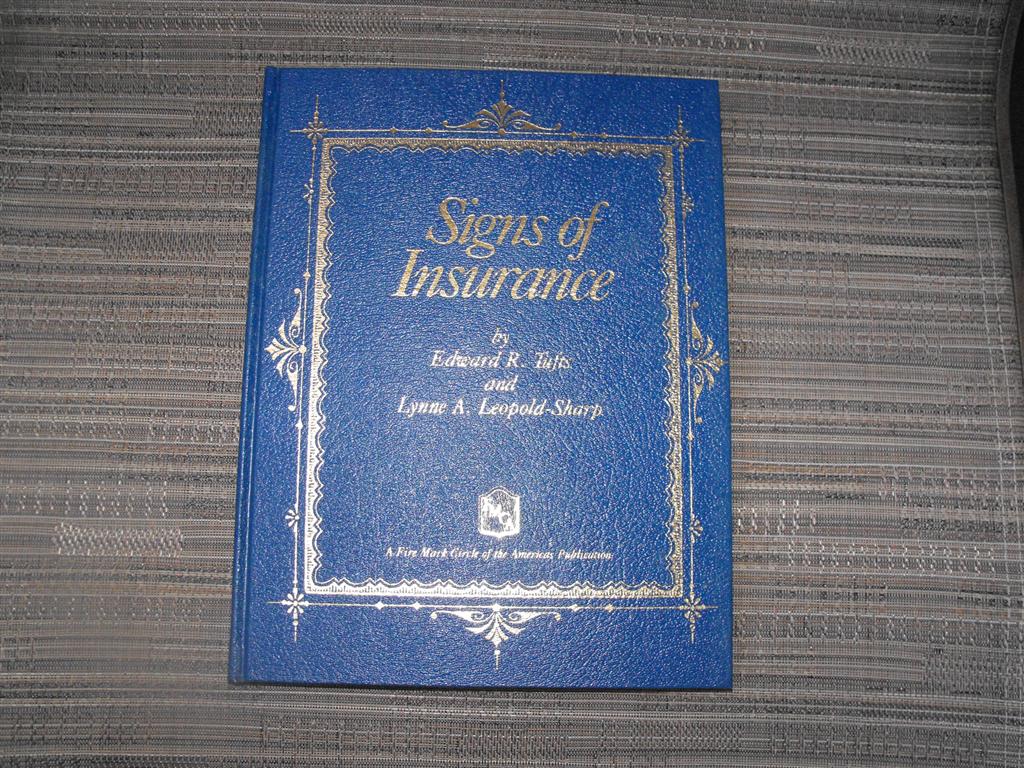 Signs of
Insurance
by
Edward R. Tufts
and
Lynne A. Leopold-Sharp
A Fire Mark Circle of the Americas Publication